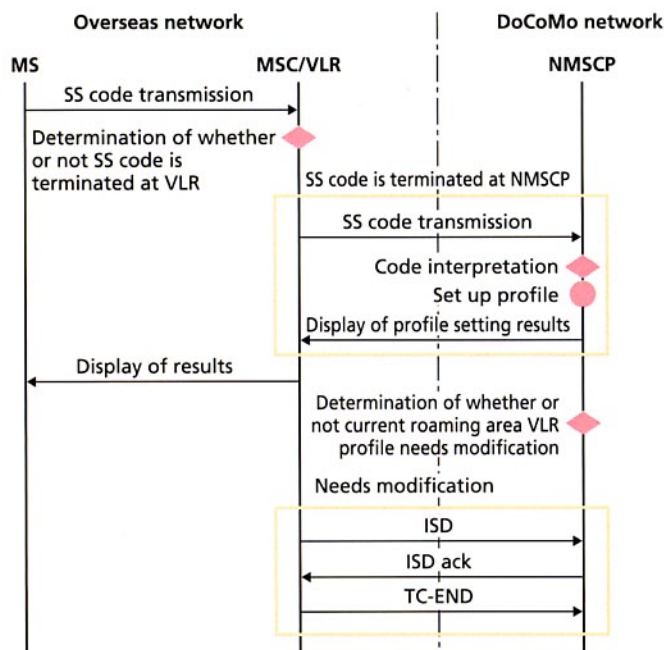 Overseas network
DoCoMo network
MS
MSC/VLR
NMSCP
SS code transmission
Determination of whether
or not SS code is
terminated at VLR
SS code is terminated at NMSCP
SS code transmission
Code interpretation
Set up profile
Display of profile setting results
Display of results
Determination of whether or
not current roaming area VLR
profile needs modification
Needs modification
ISD
ISD ack
TC-END